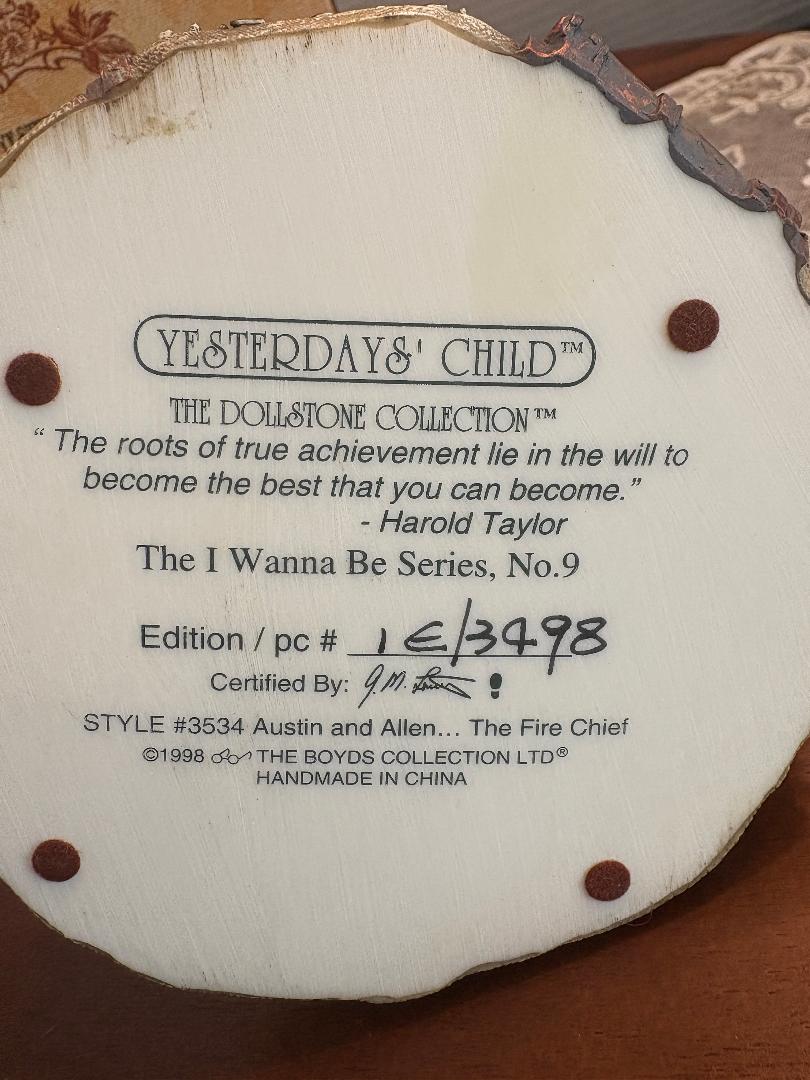 YESTERDAYS' CHILD™
THE DOLLSTONE COLLECTION™
“ The roots of true achievement lie in the will to
become the best that you can become.”
- Harold Taylor
The I Wanna Be Series, No.9
Edition / pc # 1 E/3498
Certified By: J.M.
STYLE #3534 Austin and Allen... The Fire Chief
©1998 THE BOYDS COLLECTION LTD®
HANDMADE IN CHINA